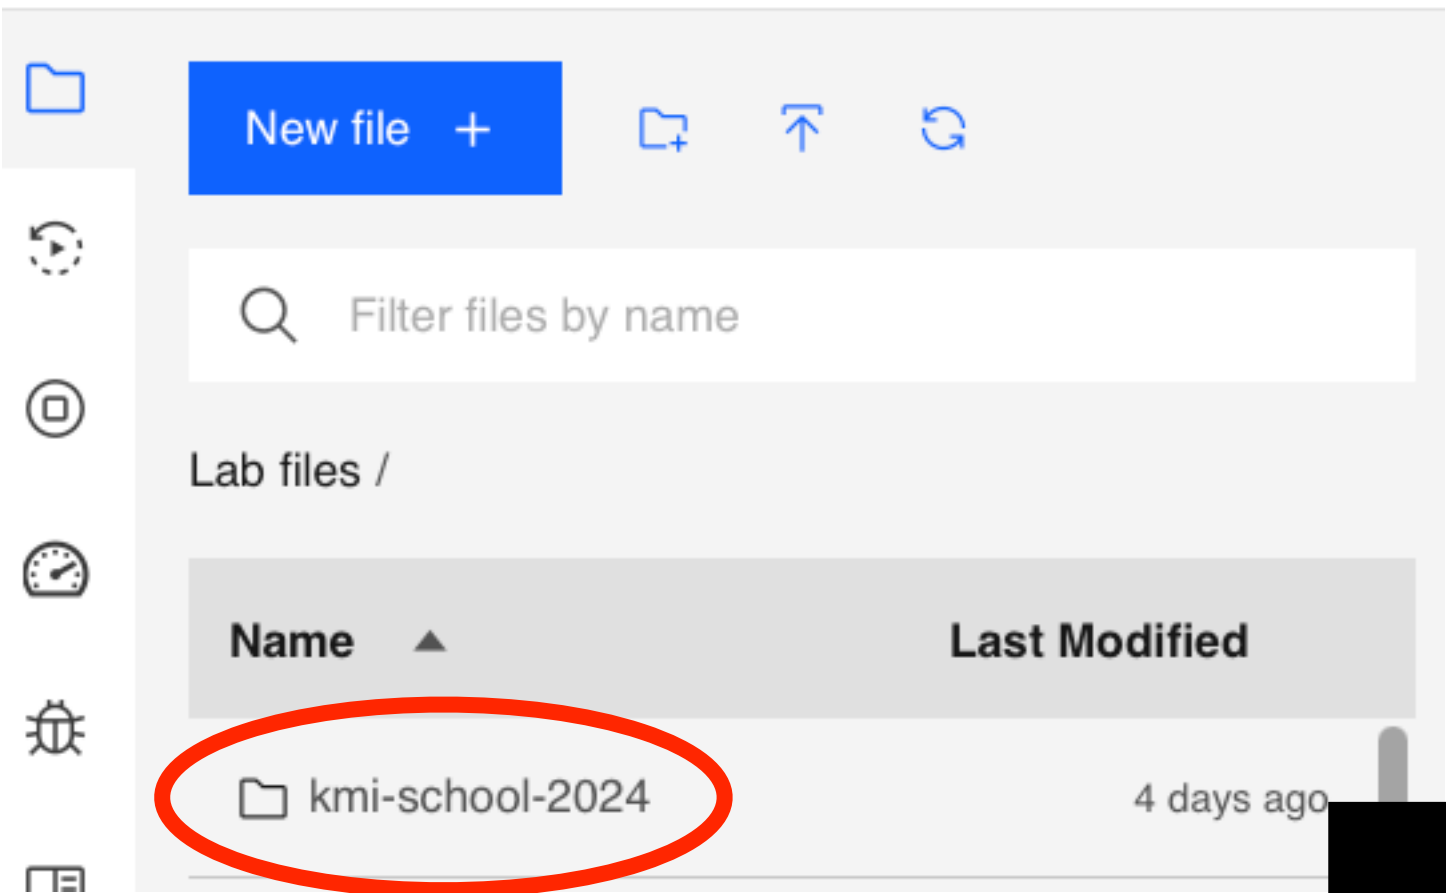 New file
Filter files by name
Lab files /
Name Last Modified
kmi-school-2024 4 days ago